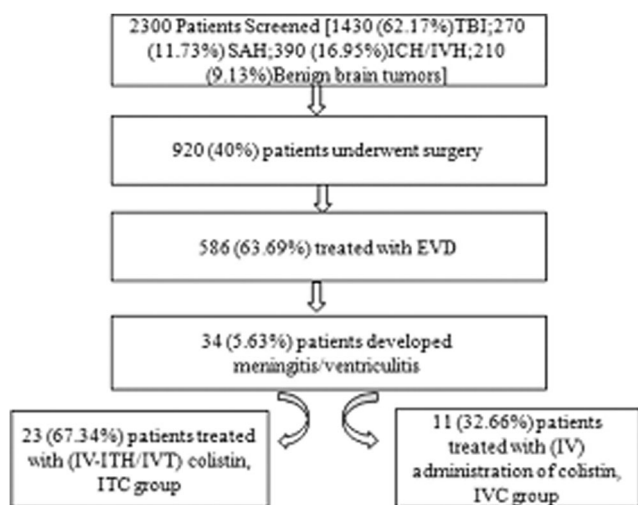 2300 Patients Screened [1430 (62.17%)TBI;270
(11.73%) SAH;390 (16.95%)ICH/IVH;210
(9.13%)Benign brain tumors]
920 (40%) patients underwent surgery
586 (63.69%) treated with EVD
34 (5.63%) patients developed
meningitis/ventriculitis
23 (67.34%) patients treated
with (IV-ITH/IVT) colistin,
ITC group
11 (32.66%) patients
treated with (IV)
administration of colistin,
IVC group